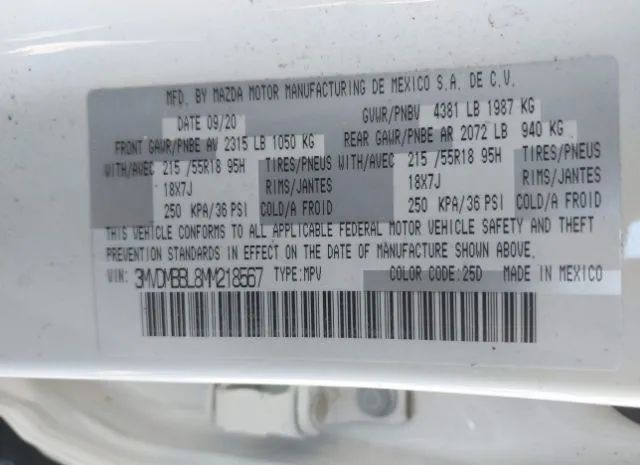 MFD. BY MAZDA MOTOR MANUFACTURING DE MEXICO S.A. DE C.V.
DATE 09/20 GVWR/PNBV 4381 LB 1987 KG
FRONT GAWR/PNBE AV 2315 LB 1050 KG REAR GAWR/PNBE AR 2072 LB 940 KG
WITH/AVEC 215 /55R18 95H TIRES/PNEUS WITH/AVEC 215 /55R18 95H TIRES/PNEUS
18X7J RIMS/JANTES 18X7J RIMS/JANTES
250 KPA/36 PSI COLD/A FROID 250 KPA/36 PSI COLD/A FROID
THIS VEHICLE CONFORMS TO ALL APPLICABLE FEDERAL MOTOR VEHICLE SAFETY AND THEFT
PREVENTION STANDARDS IN EFFECT ON THE DATE OF MANUFACTURE SHOWN ABOVE.
VIN: 3MVDMBBL8MM218567 TYPE:MPV COLOR CODE:25D MADE IN MEXICO